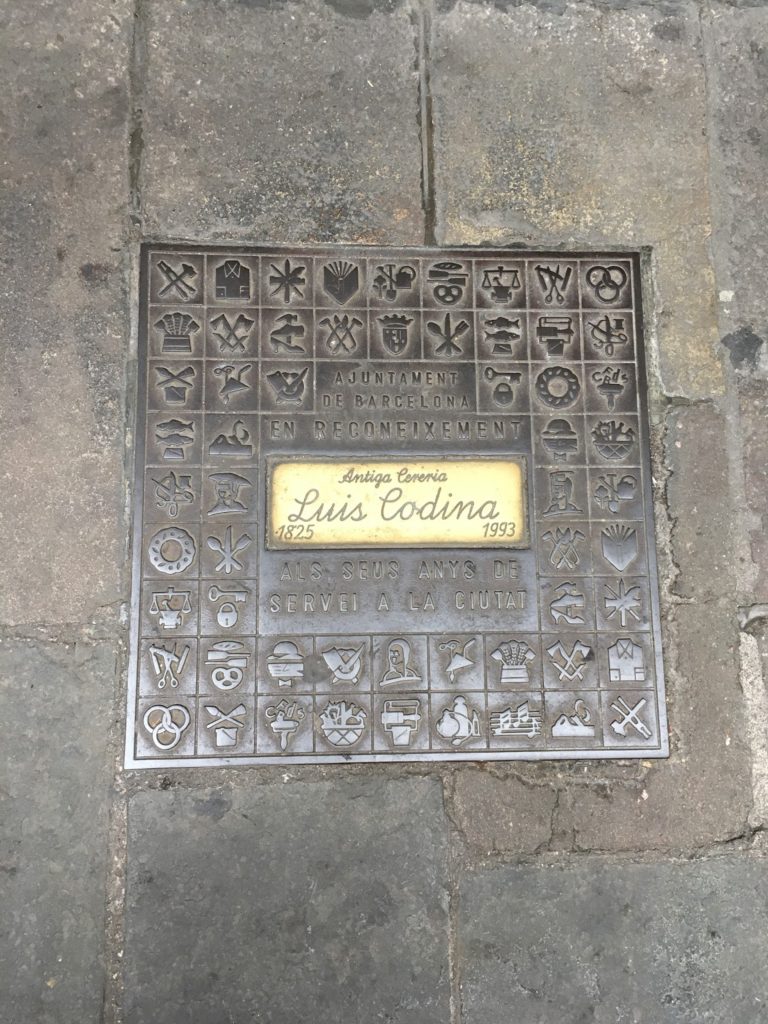 AJUNTAMENT
DE BARCELONA
EN RECONEIXEMENT
Antiga Cereria
Luis Codina
1825 1993
ALS SEUS ANYS DE
SERVEI A LA CIUTAT